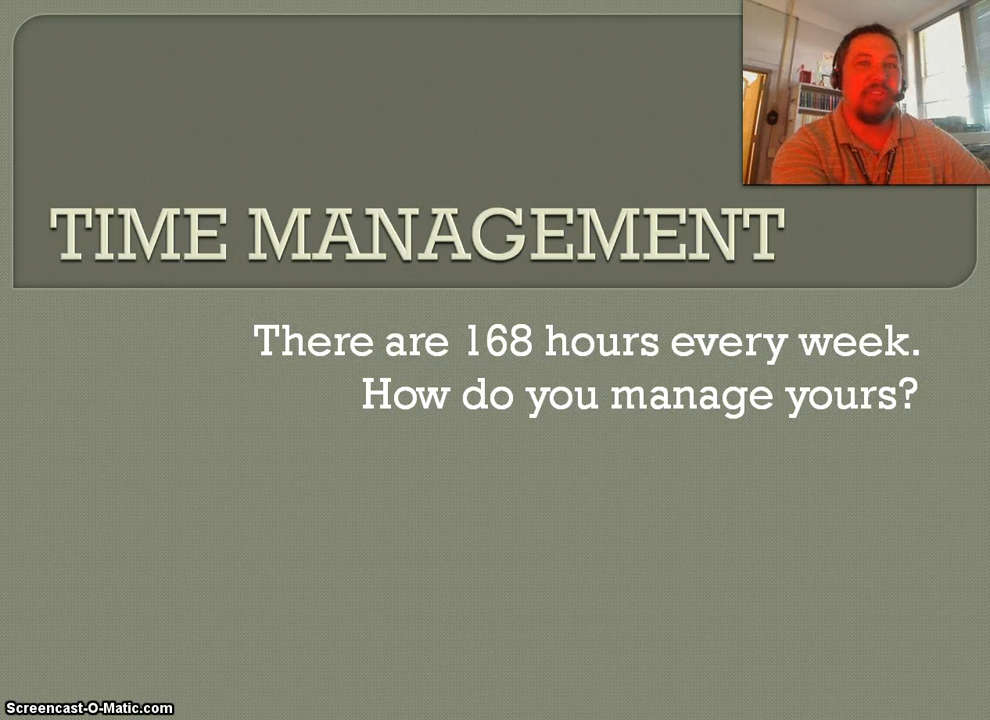 TIME MANAGEMENT
There are 168 hours every week.
How do you manage yours?
Screencast-O-Matic.com